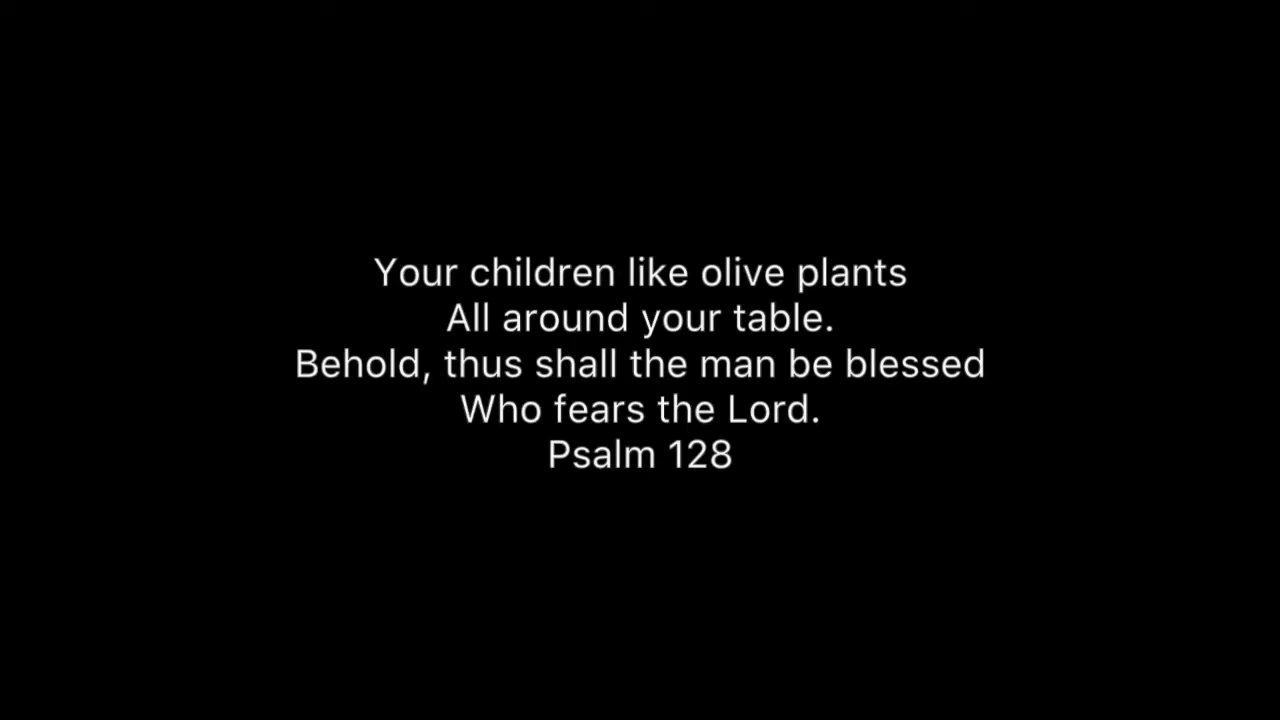 Your children like olive plants
All around your table.
Behold, thus shall the man be blessed
Who fears the Lord.
Psalm 128